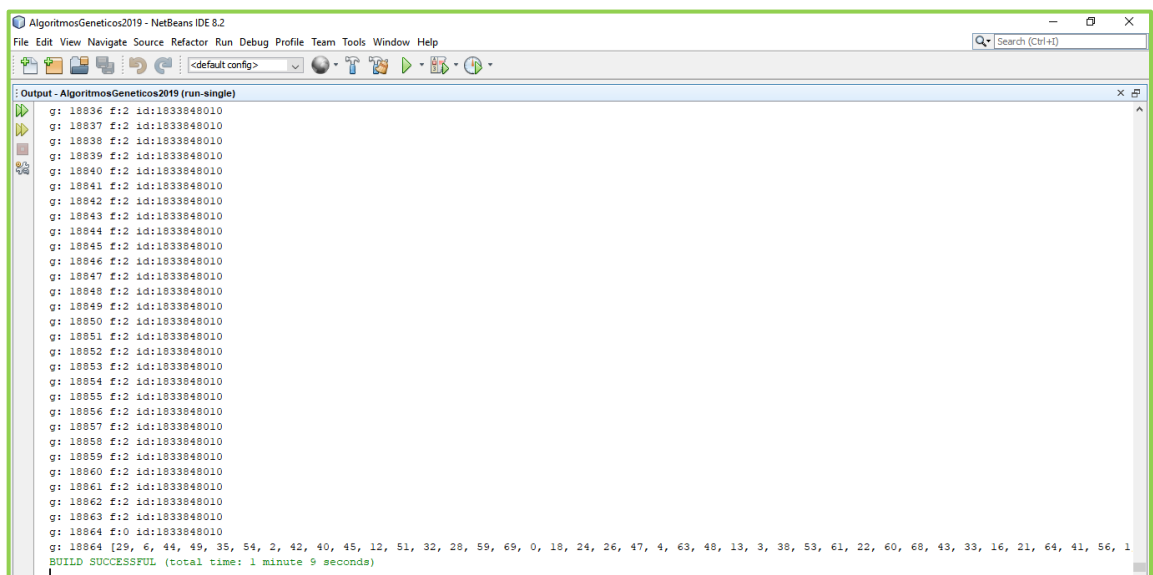 AlgoritmosGeneticos2019 - NetBeans IDE 8.2
File Edit View Navigate Source Refactor Run Debug Profile Team Tools Window Help
Search (Ctrl+I)
<default config>
Output - AlgoritmosGeneticos2019 (run-single)
g: 18836 f:2 id:1833848010
g: 18837 f:2 id:1833848010
g: 18838 f:2 id:1833848010
g: 18839 f:2 id:1833848010
g: 18840 f:2 id:1833848010
g: 18841 f:2 id:1833848010
g: 18842 f:2 id:1833848010
g: 18843 f:2 id:1833848010
g: 18844 f:2 id:1833848010
g: 18845 f:2 id:1833848010
g: 18846 f:2 id:1833848010
g: 18847 f:2 id:1833848010
g: 18848 f:2 id:1833848010
g: 18849 f:2 id:1833848010
g: 18850 f:2 id:1833848010
g: 18851 f:2 id:1833848010
g: 18852 f:2 id:1833848010
g: 18853 f:2 id:1833848010
g: 18854 f:2 id:1833848010
g: 18855 f:2 id:1833848010
g: 18856 f:2 id:1833848010
g: 18857 f:2 id:1833848010
g: 18858 f:2 id:1833848010
g: 18859 f:2 id:1833848010
g: 18860 f:2 id:1833848010
g: 18861 f:2 id:1833848010
g: 18862 f:2 id:1833848010
g: 18863 f:2 id:1833848010
g: 18864 f:0 id:1833848010
g: 18864 [29, 6, 44, 49, 35, 54, 2, 42, 40, 45, 12, 51, 32, 28, 59, 69, 0, 18, 24, 26, 47, 4, 63, 48, 13, 3, 38, 53, 61, 22, 60, 68, 43, 33, 16, 21, 64, 41, 56, 1
BUILD SUCCESSFUL (total time: 1 minute 9 seconds)